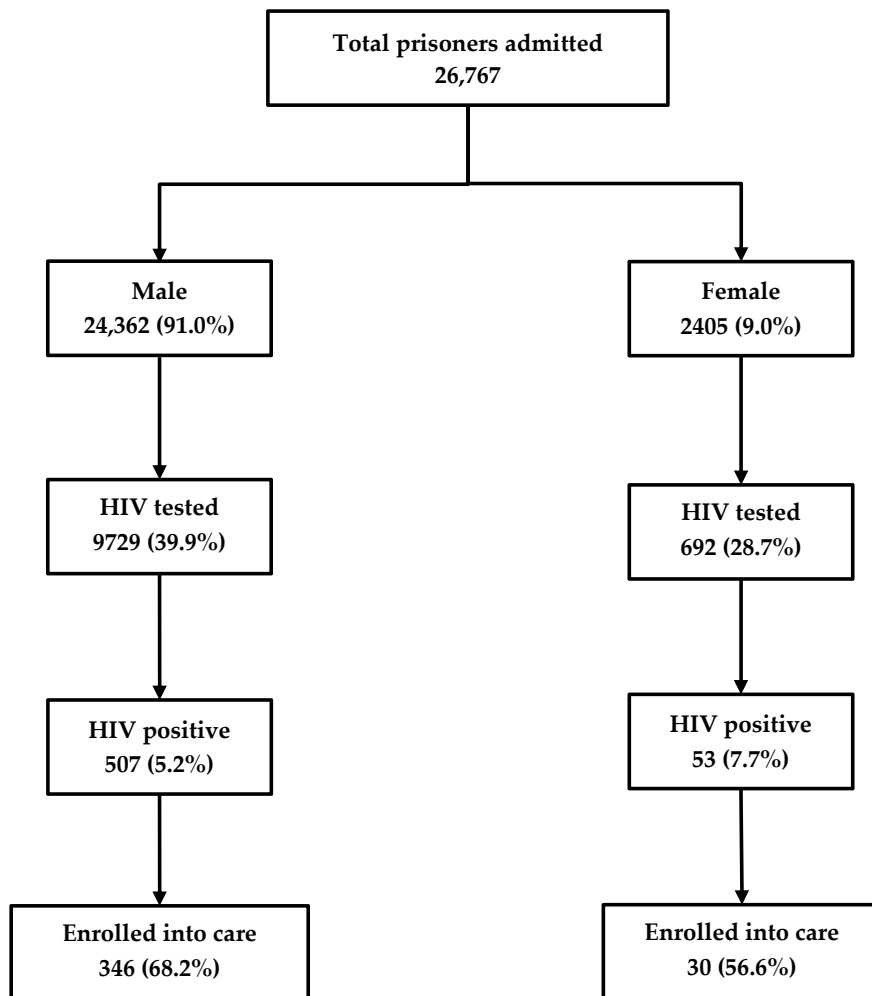 Total prisoners admitted
26,767
Male
24,362 (91.0%)
Female
2405 (9.0%)
HIV tested
9729 (39.9%)
HIV tested
692 (28.7%)
HIV positive
507 (5.2%)
HIV positive
53 (7.7%)
Enrolled into care
346 (68.2%)
Enrolled into care
30 (56.6%)